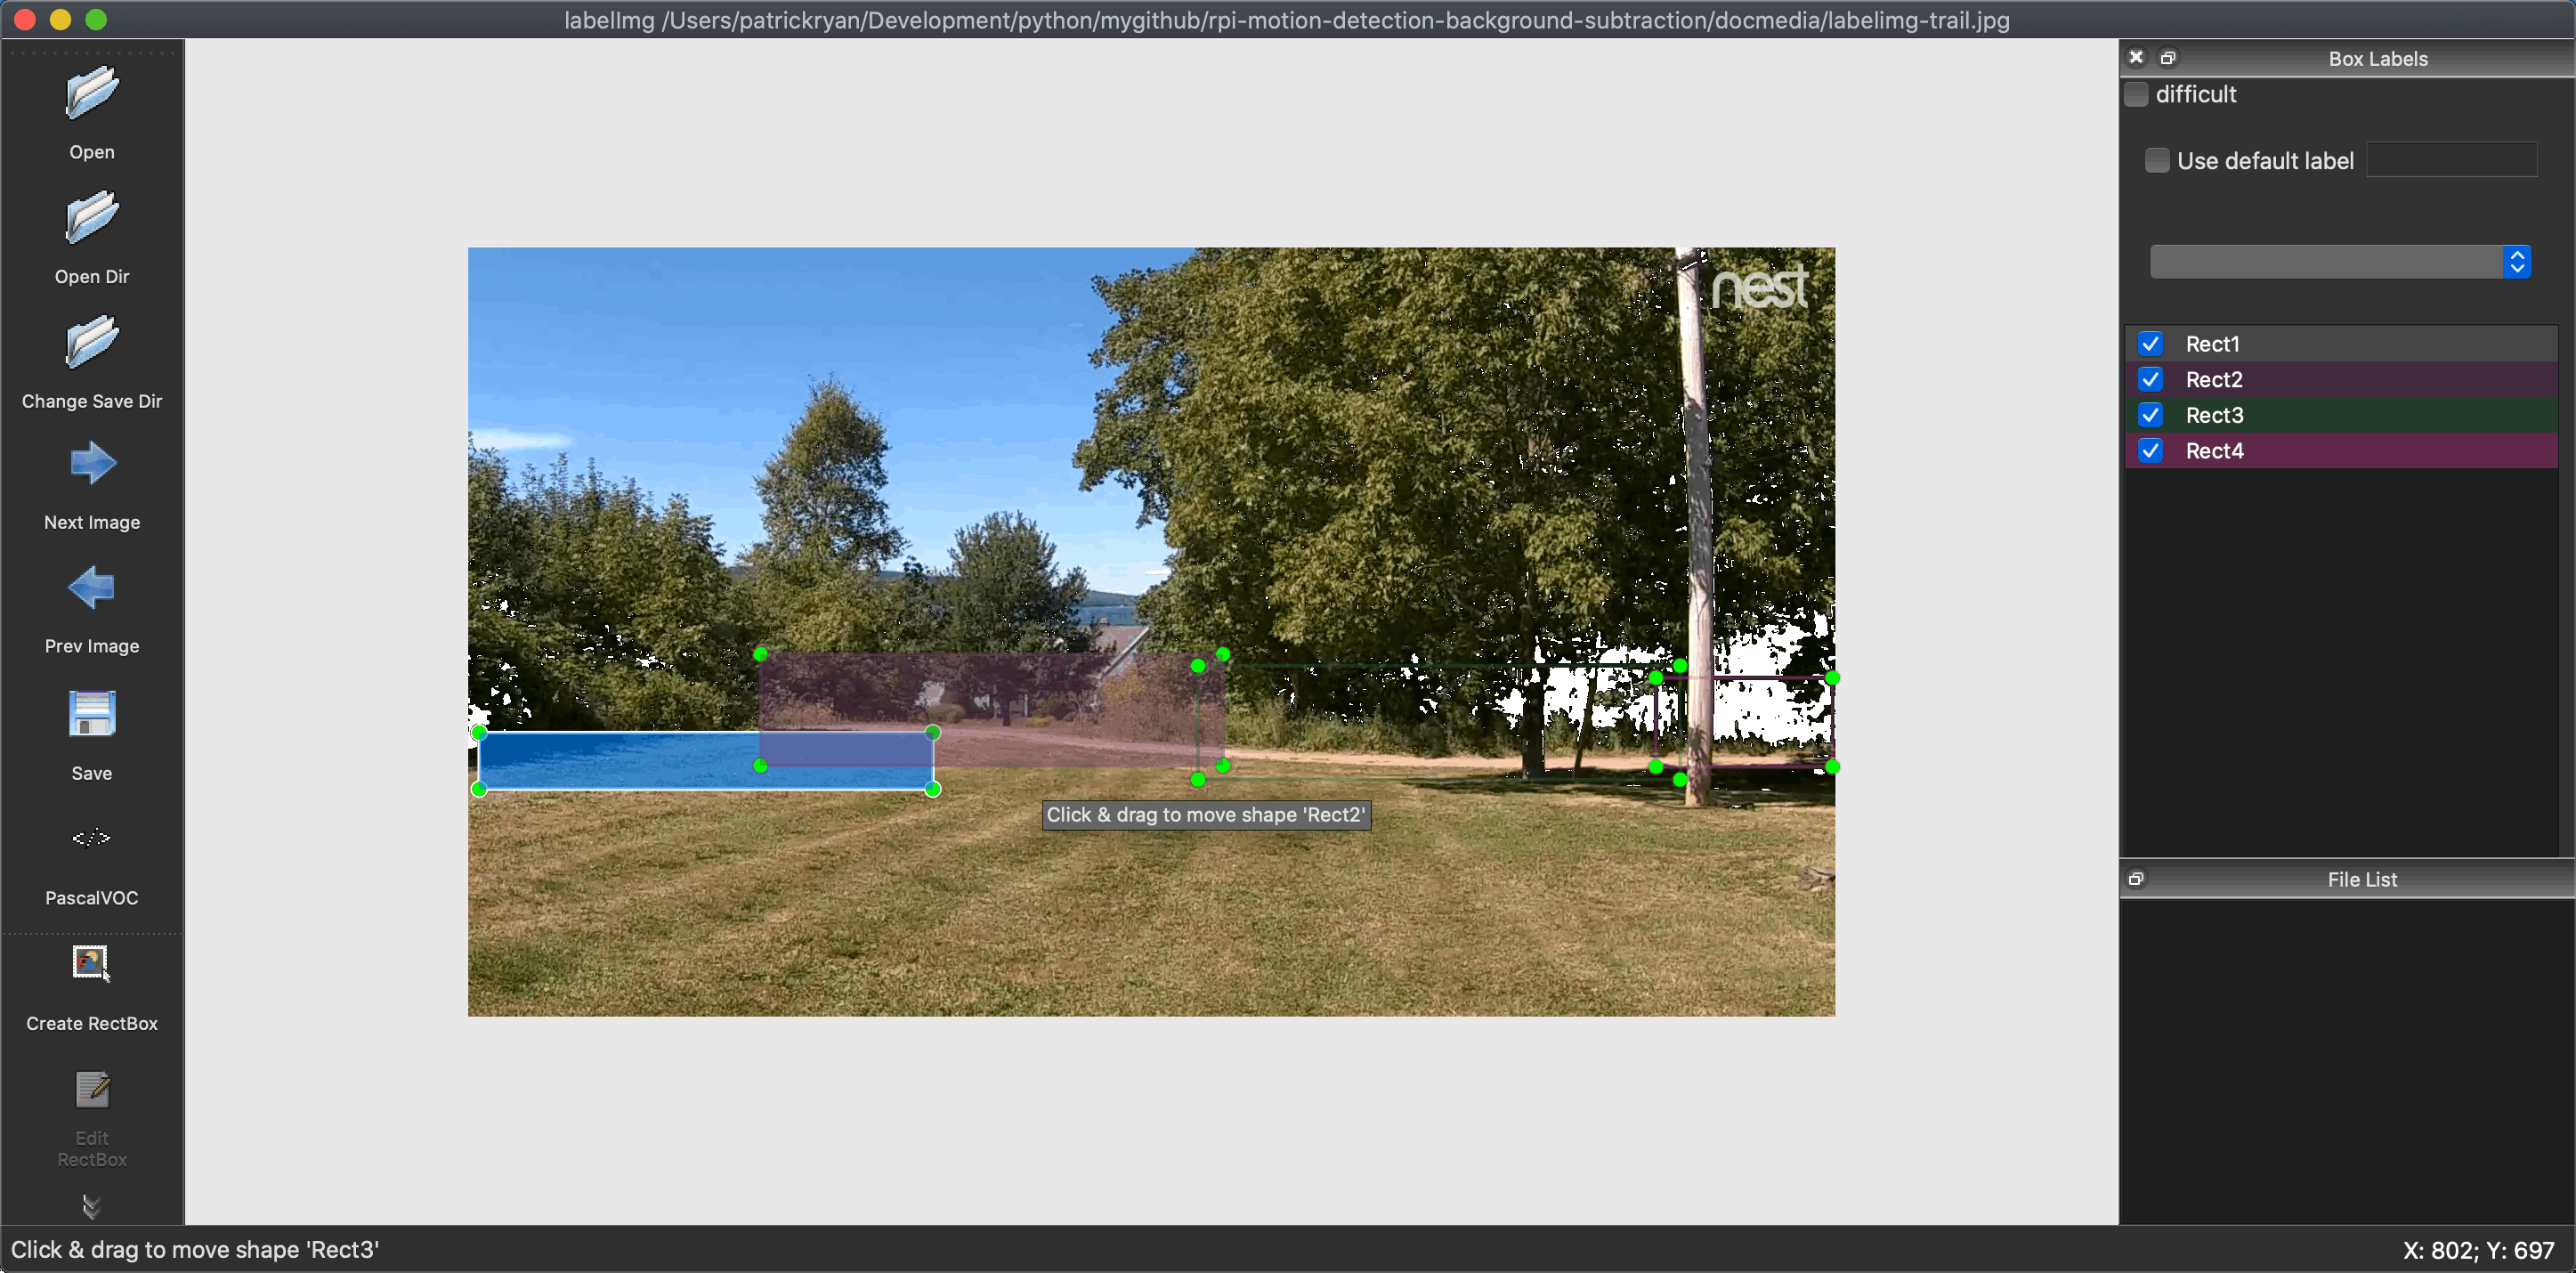 labelImg /Users/patrickryan/Development/python/mygithub/rpi-motion-detection-background-subtraction/docmedia/labelimg-trail.jpg
Open
Open Dir
Change Save Dir
Next Image
Prev Image
Save
</>
PascalVOC
Create RectBox
Edit
RectBox
nest
Click & drag to move shape 'Rect2'
Box Labels
difficult
Use default label
Rect1
Rect2
Rect3
Rect4
File List
Click & drag to move shape 'Rect3'
X: 802; Y: 697